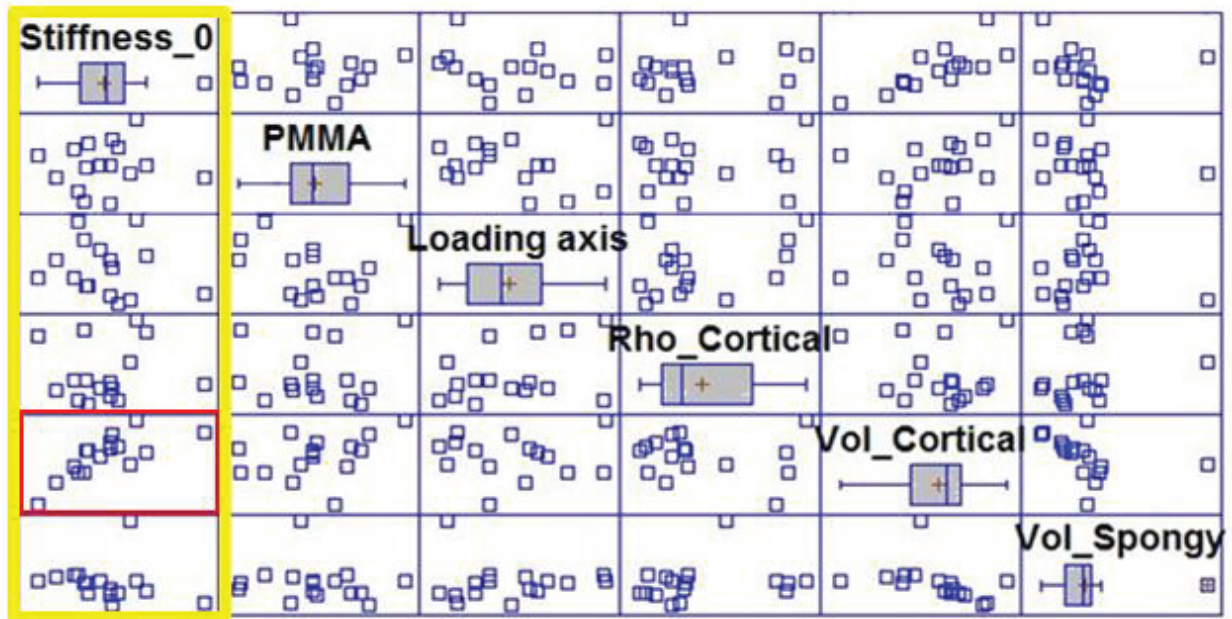 Stiffness_0
PMMA
Loading axis
Rho_Cortical
Vol_Cortical
Vol_Spongy